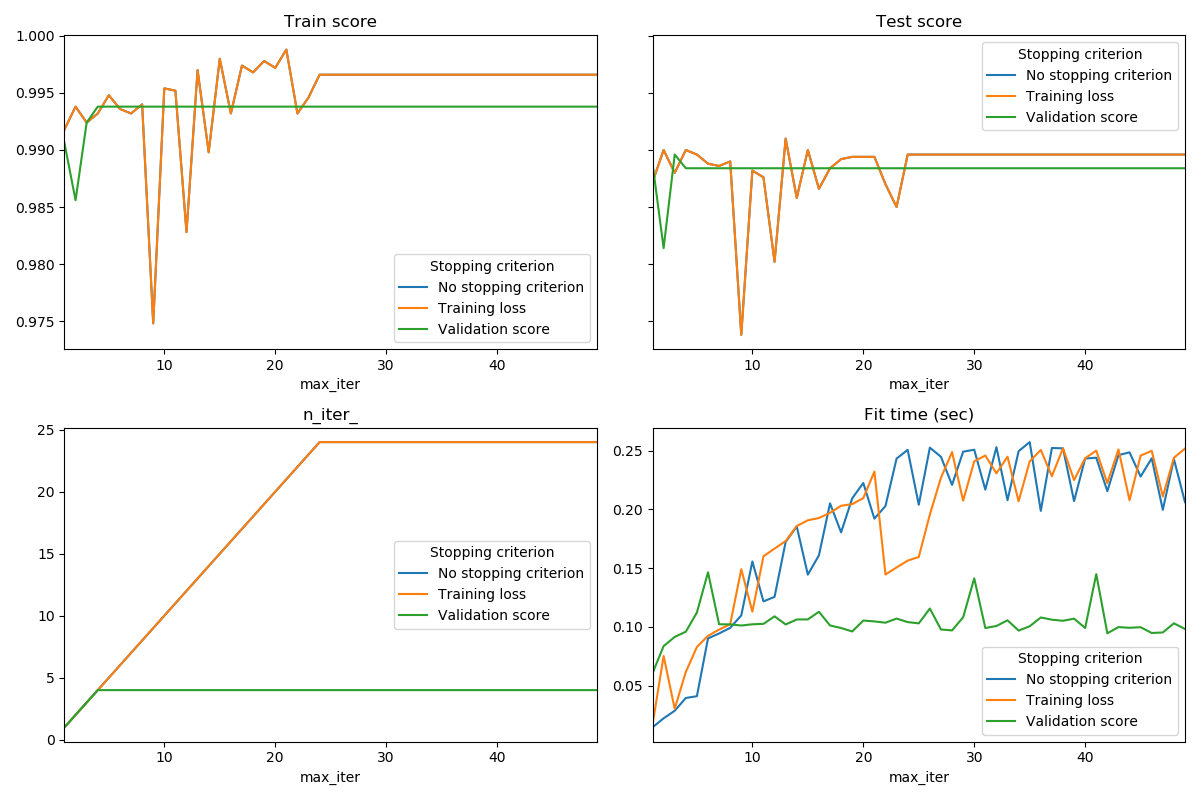 Train score
1.000
0.995
0.990
0.985
0.980
0.975
10
20
30
40
max_iter
Stopping criterion
No stopping criterion
Training loss
Validation score
Test score
10
20
30
40
max_iter
Stopping criterion
No stopping criterion
Training loss
Validation score
n_iter_
25
20
15
10
5
0
10
20
30
40
max_iter
Stopping criterion
No stopping criterion
Training loss
Validation score
Fit time (sec)
0.25
0.20
0.15
0.10
0.05
10
20
30
40
max_iter
Stopping criterion
No stopping criterion
Training loss
Validation score